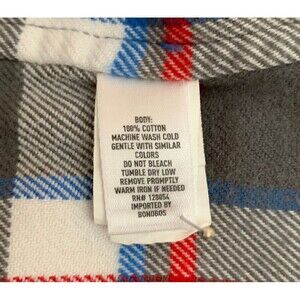 BODY:
100% COTTON
MACHINE WASH COLD
GENTLE WITH SIMILAR
COLORS
DO NOT BLEACH
TUMBLE DRY LOW
REMOVE PROMPTLY
WARM IRON IF NEEDED
RN# 128054
IMPORTED BY
BONOBOS